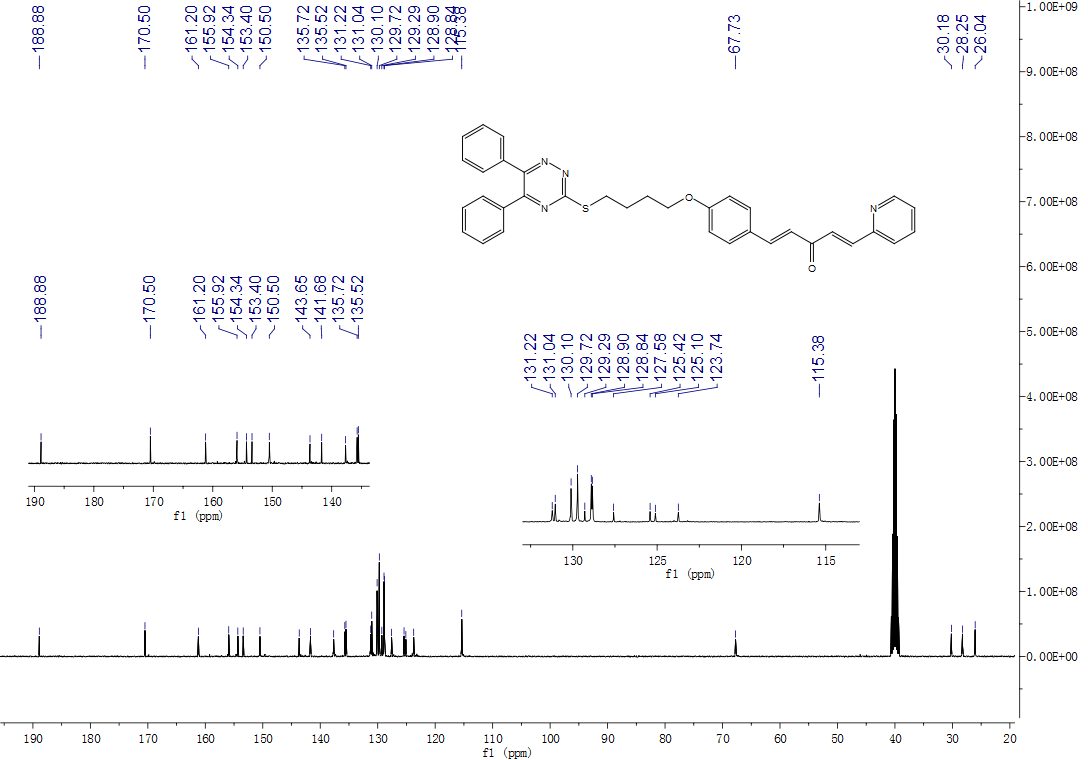 188.88
170.50
161.20
155.92
154.34
153.40
150.50
135.72
135.52
131.22
131.04
130.10
129.72
129.29
128.90
128.84
115.38
67.73
30.18
28.25
26.04
1.00E+09
9.00E+08
8.00E+08
7.00E+08
6.00E+08
5.00E+08
4.00E+08
3.00E+08
2.00E+08
1.00E+08
0.00E+00
N
N
N
S
O
N
O
188.88
170.50
161.20
155.92
154.34
153.40
150.50
143.65
141.68
135.72
135.52
190 180 170 160 150 140
f1 (ppm)
131.22
131.04
130.10
129.72
129.29
128.90
128.84
127.58
125.42
125.10
123.74
115.38
130 125 120 115
f1 (ppm)
190 180 170 160 150 140 130 120 110 100 90 80 70 60 50 40 30 20
f1 (ppm)